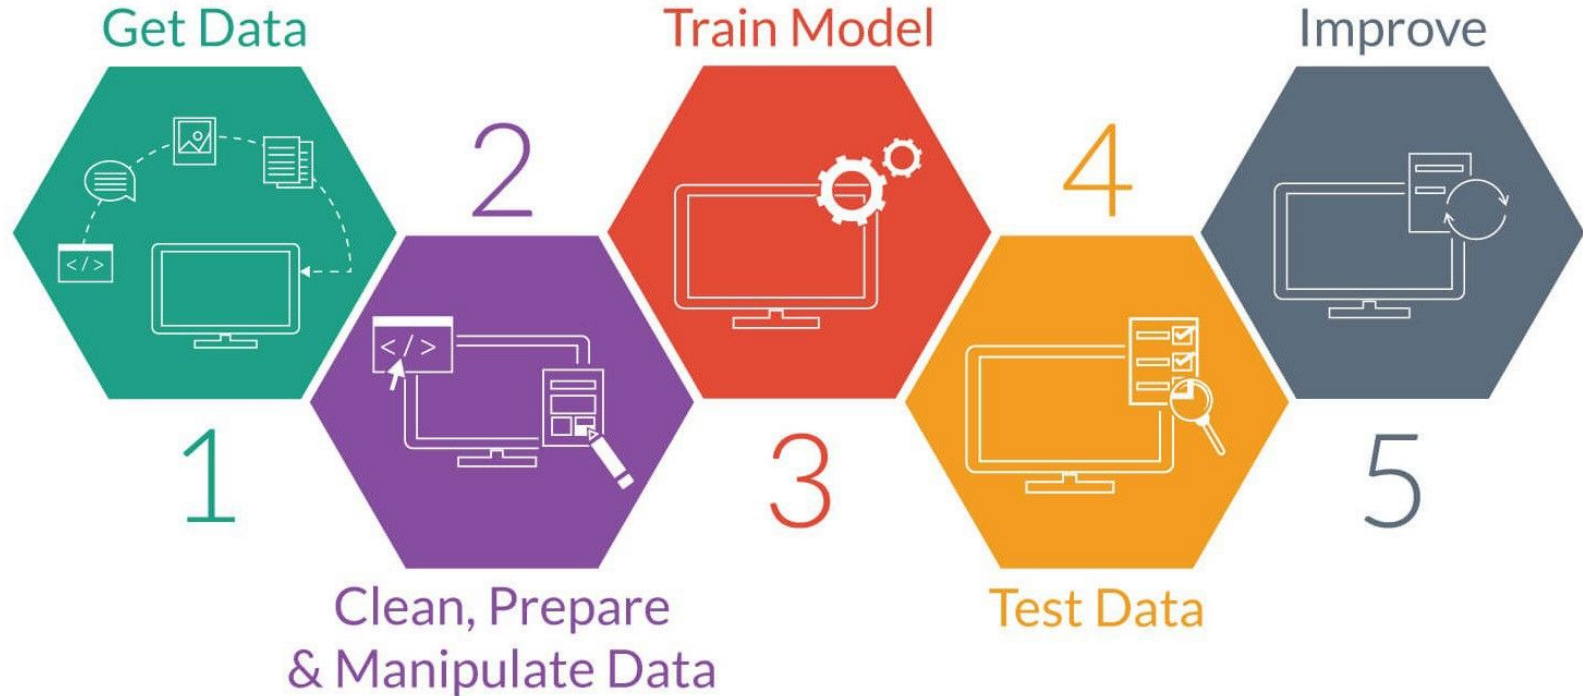 Get Data
1
2
Clean, Prepare
& Manipulate Data
Train Model
3
4
Test Data
Improve
5
</>
</>